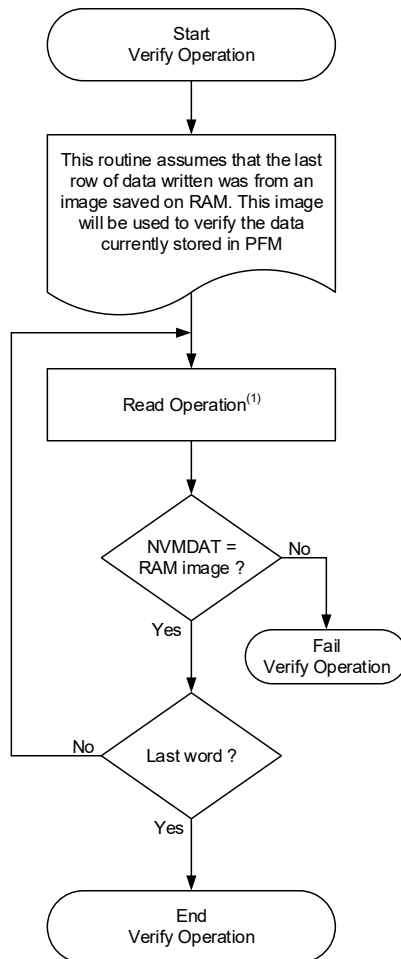 Start
Verify Operation
This routine assumes that the last
row of data written was from an
image saved on RAM. This image
will be used to verify the data
currently stored in PFM
Read Operation(1)
NVMDAT =
RAM image ?
No
Yes
Fail
Verify Operation
No
Last word ?
Yes
End
Verify Operation